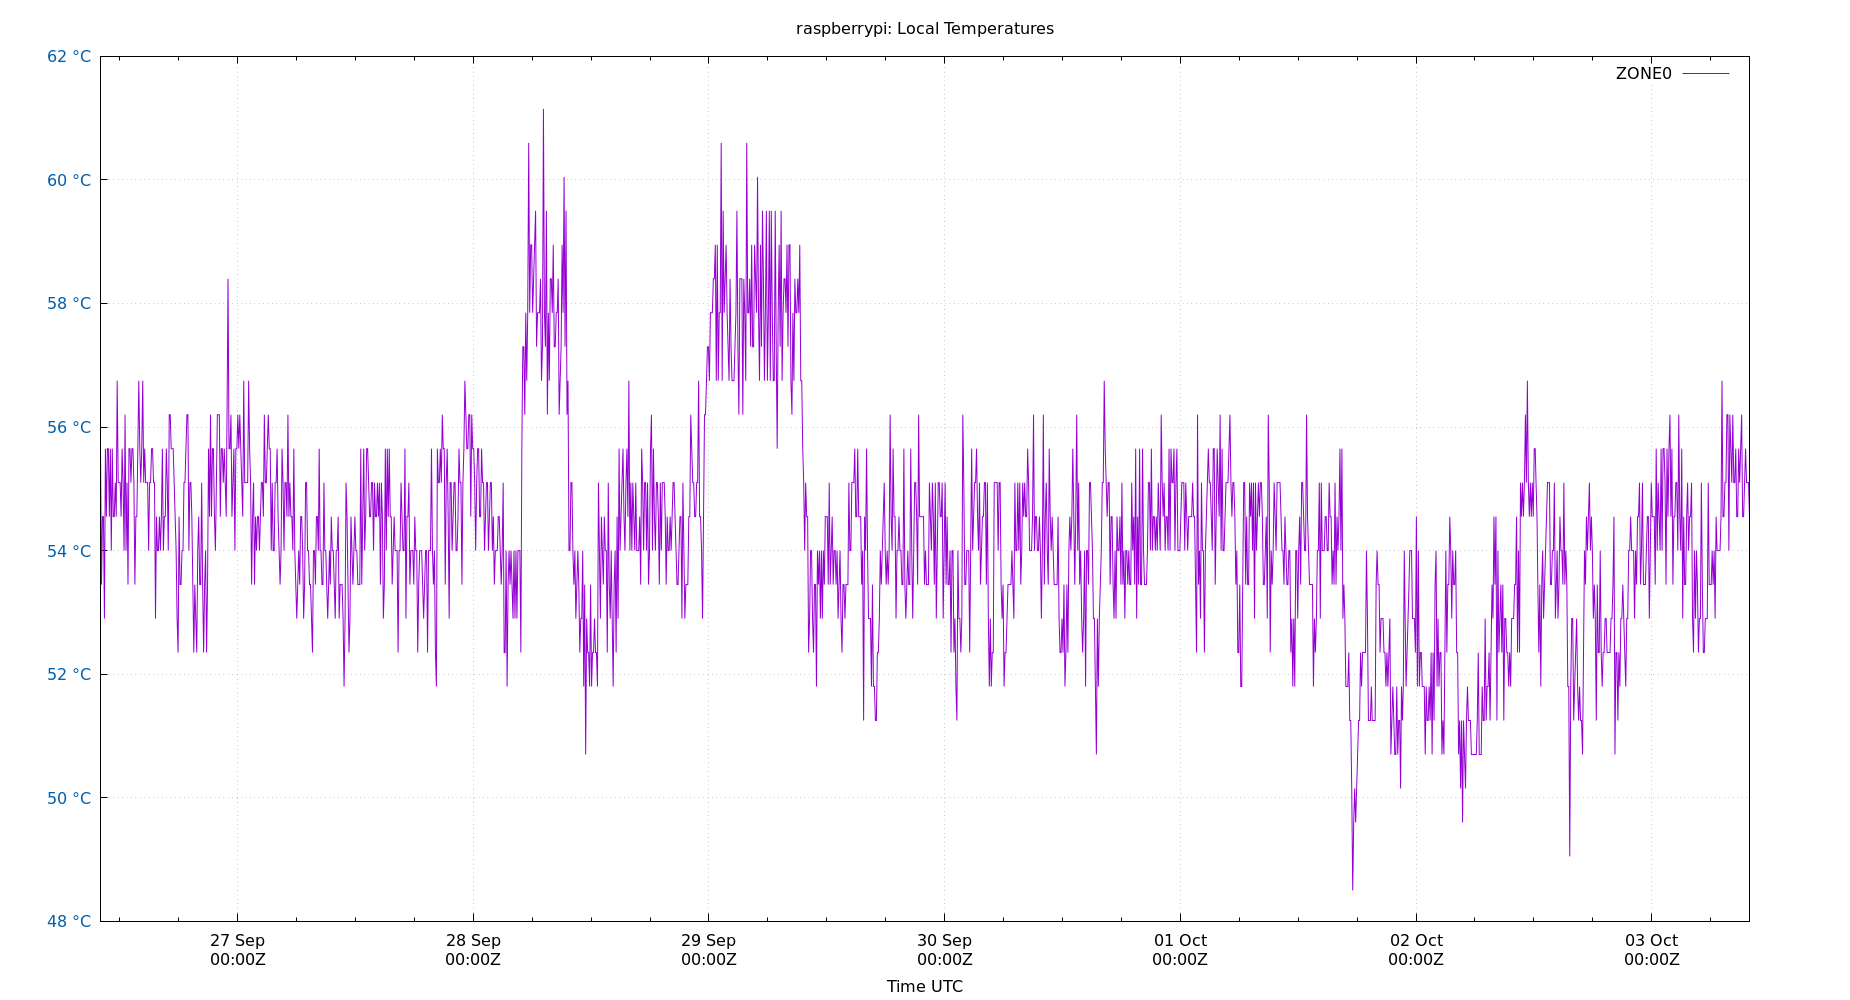 raspberrypi: Local Temperatures
62 °C
ZONE0
60 °C
58 °C
56 °C
54 °C
52 °C
50 °C
48 °C
27 Sep 28 Sep 29 Sep 30 Sep 01 Oct 02 Oct 03 Oct
00:00Z 00:00Z 00:00Z 00:00Z 00:00Z 00:00Z 00:00Z
Time UTC